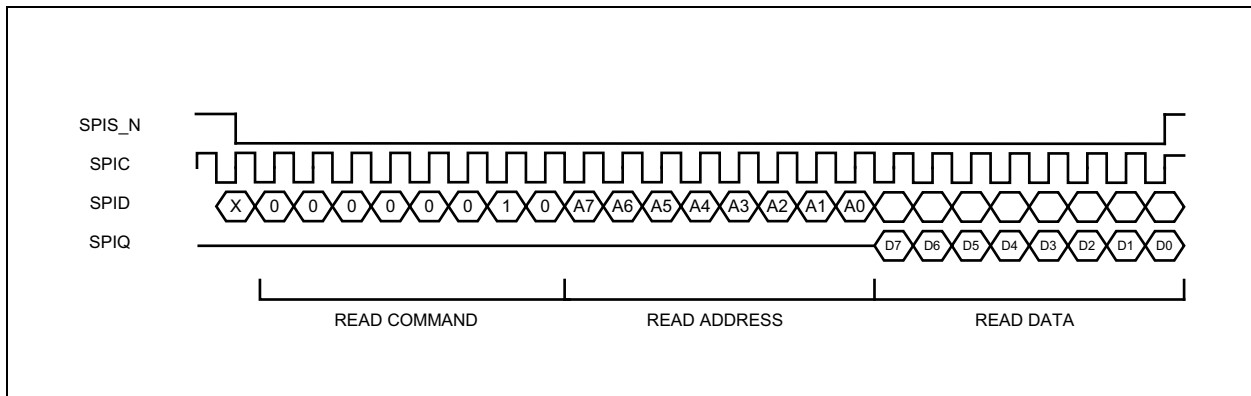 SPIS_N
SPIC
SPID X 0 0 0 0 0 0 1 0 A7 A6 A5 A4 A3 A2 A1 A0
SPIQ D7 D6 D5 D4 D3 D2 D1 D0
READ COMMAND READ ADDRESS READ DATA